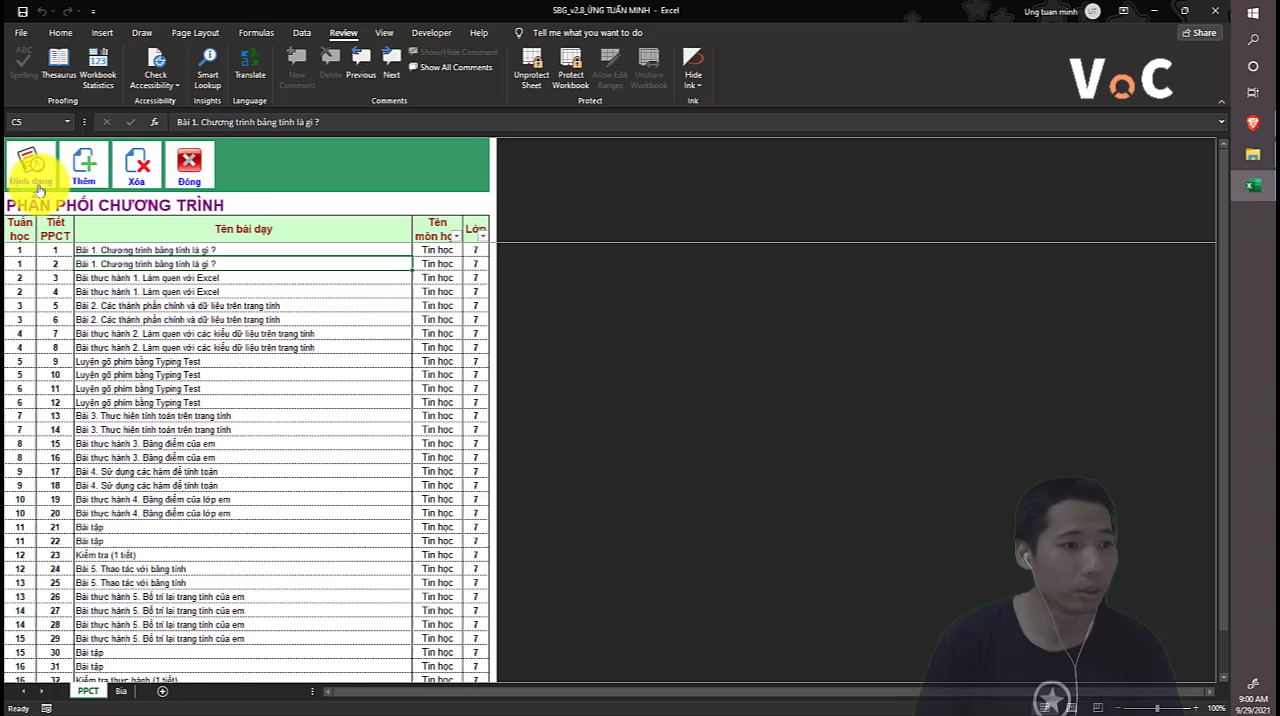 SBG_v2.8_ỨNG TUẤN MINH - Excel
Ung tuan minh
UT
File Home Insert Draw Page Layout Formulas Data Review View Developer Help Tell me what you want to do
Share
Spelling
Thesaurus
Workbook Statistics
Check Accessibility
Smart Lookup
Translate
New Comment
Delete
Previous
Next
Show/Hide Comment
Show All Comments
Unprotect Sheet
Protect Workbook
Allow Edit Ranges
Unshare Workbook
Hide Ink
Proofing Accessibility Insights Language Comments Protect Ink
VoC
C5 fx Bài 1. Chương trình bảng tính là gì ?
Định dạng Thêm Xóa Đóng
PHÂN PHỐI CHƯƠNG TRÌNH
Tuần học Tiết PPCT Tên bài dạy Tên môn họ Lớp
1 1 Bài 1. Chương trình bảng tính là gì ? Tin học 7
1 2 Bài 1. Chương trình bảng tính là gì ? Tin học 7
2 3 Bài thực hành 1. Làm quen với Excel Tin học 7
2 4 Bài thực hành 1. Làm quen với Excel Tin học 7
3 5 Bài 2. Các thành phần chính và dữ liệu trên trang tính Tin học 7
3 6 Bài 2. Các thành phần chính và dữ liệu trên trang tính Tin học 7
4 7 Bài thực hành 2. Làm quen với các kiểu dữ liệu trên trang tính Tin học 7
4 8 Bài thực hành 2. Làm quen với các kiểu dữ liệu trên trang tính Tin học 7
5 9 Luyện gõ phím bằng Typing Test Tin học 7
5 10 Luyện gõ phím bằng Typing Test Tin học 7
6 11 Luyện gõ phím bằng Typing Test Tin học 7
6 12 Luyện gõ phím bằng Typing Test Tin học 7
7 13 Bài 3. Thực hiện tính toán trên trang tính Tin học 7
7 14 Bài 3. Thực hiện tính toán trên trang tính Tin học 7
8 15 Bài thực hành 3. Bảng điểm của em Tin học 7
8 16 Bài thực hành 3. Bảng điểm của em Tin học 7
9 17 Bài 4. Sử dụng các hàm để tính toán Tin học 7
9 18 Bài 4. Sử dụng các hàm để tính toán Tin học 7
10 19 Bài thực hành 4. Bảng điểm của lớp em Tin học 7
10 20 Bài thực hành 4. Bảng điểm của lớp em Tin học 7
11 21 Bài tập Tin học 7
11 22 Bài tập Tin học 7
12 23 Kiểm tra (1 tiết) Tin học 7
12 24 Bài 5. Thao tác với bảng tính Tin học 7
13 25 Bài 5. Thao tác với bảng tính Tin học 7
13 26 Bài thực hành 5. Bố trí lại trang tính của em Tin học 7
14 27 Bài thực hành 5. Bố trí lại trang tính của em Tin học 7
14 28 Bài thực hành 5. Bố trí lại trang tính của em Tin học 7
15 29 Bài thực hành 5. Bố trí lại trang tính của em Tin học 7
15 30 Bài tập Tin học 7
16 31 Bài tập Tin học 7
16 32 Kiểm tra thực hành (1 tiết) Tin học 7
PPCT Bia
Ready
100%
9:00 AM
9/29/2021